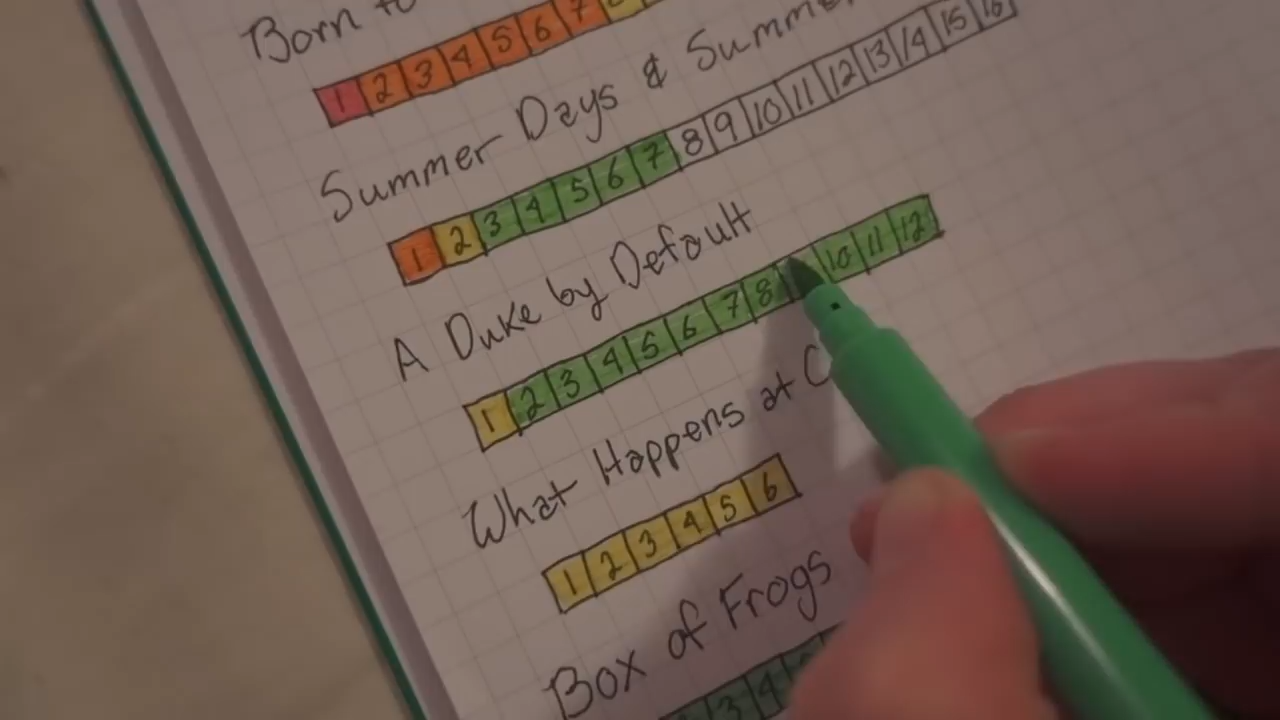 Born to
1 2 3 4 5 6 7
Summer Days & Summer
1 2 3 4 5 6 7 8 9 10 11 12 13 14 15 16
A Duke by Default
1 2 3 4 5 6 7 8 10 11 12
What Happens at
1 2 3 4 5 6
Box of Frogs
3 4